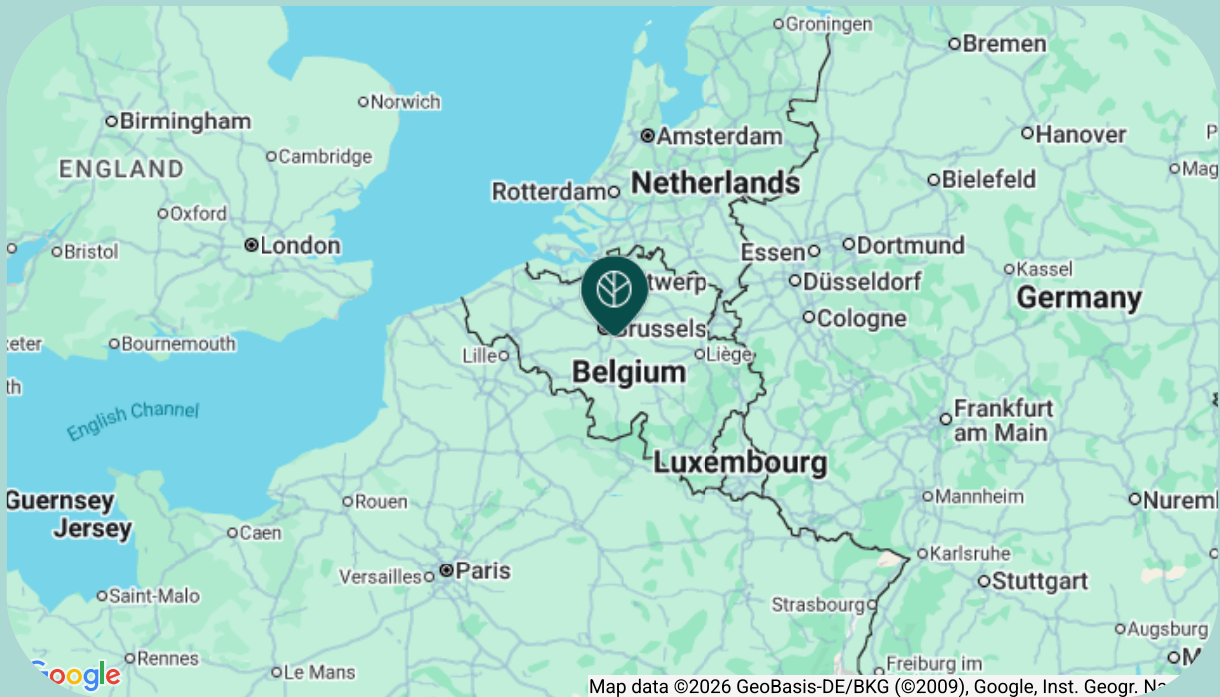 Groningen
Bremen
Norwich
Birmingham
Amsterdam
Hanover
Cambridge
ENGLAND
Netherlands
Mag
Rotterdam
Bielefeld
Oxford
London
Bristol
Essen
Dortmund
Kassel
twerp
Düsseldorf
Germany
Cologne
Brussels
Bournemouth
xeter
Lille
Liège
Belgium
th
English Channel
Frankfurt
am Main
Luxembourg
Guernsey
Rouen
Mannheim
Nuremb
Jersey
Caen
Karlsruhe
Versailles
Paris
Stuttgart
Saint-Malo
Strasbourg
Augsburg
Rennes
Le Mans
Freiburg im
M
Google
Map data ©2026 GeoBasis-DE/BKG (©2009), Google, Inst. Geogr. Na